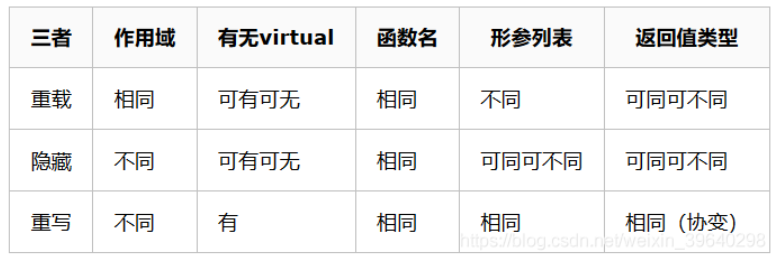 三者 作用域 有无virtual 函数名 形参列表 返回值类型
重载 相同 可有可无 相同 不同 可同可不同
隐藏 不同 可有可无 相同 可同可不同 可同可不同
重写 不同 有 相同 相同 相同（协变）
https://blog.csdn.net/weixin_39640298